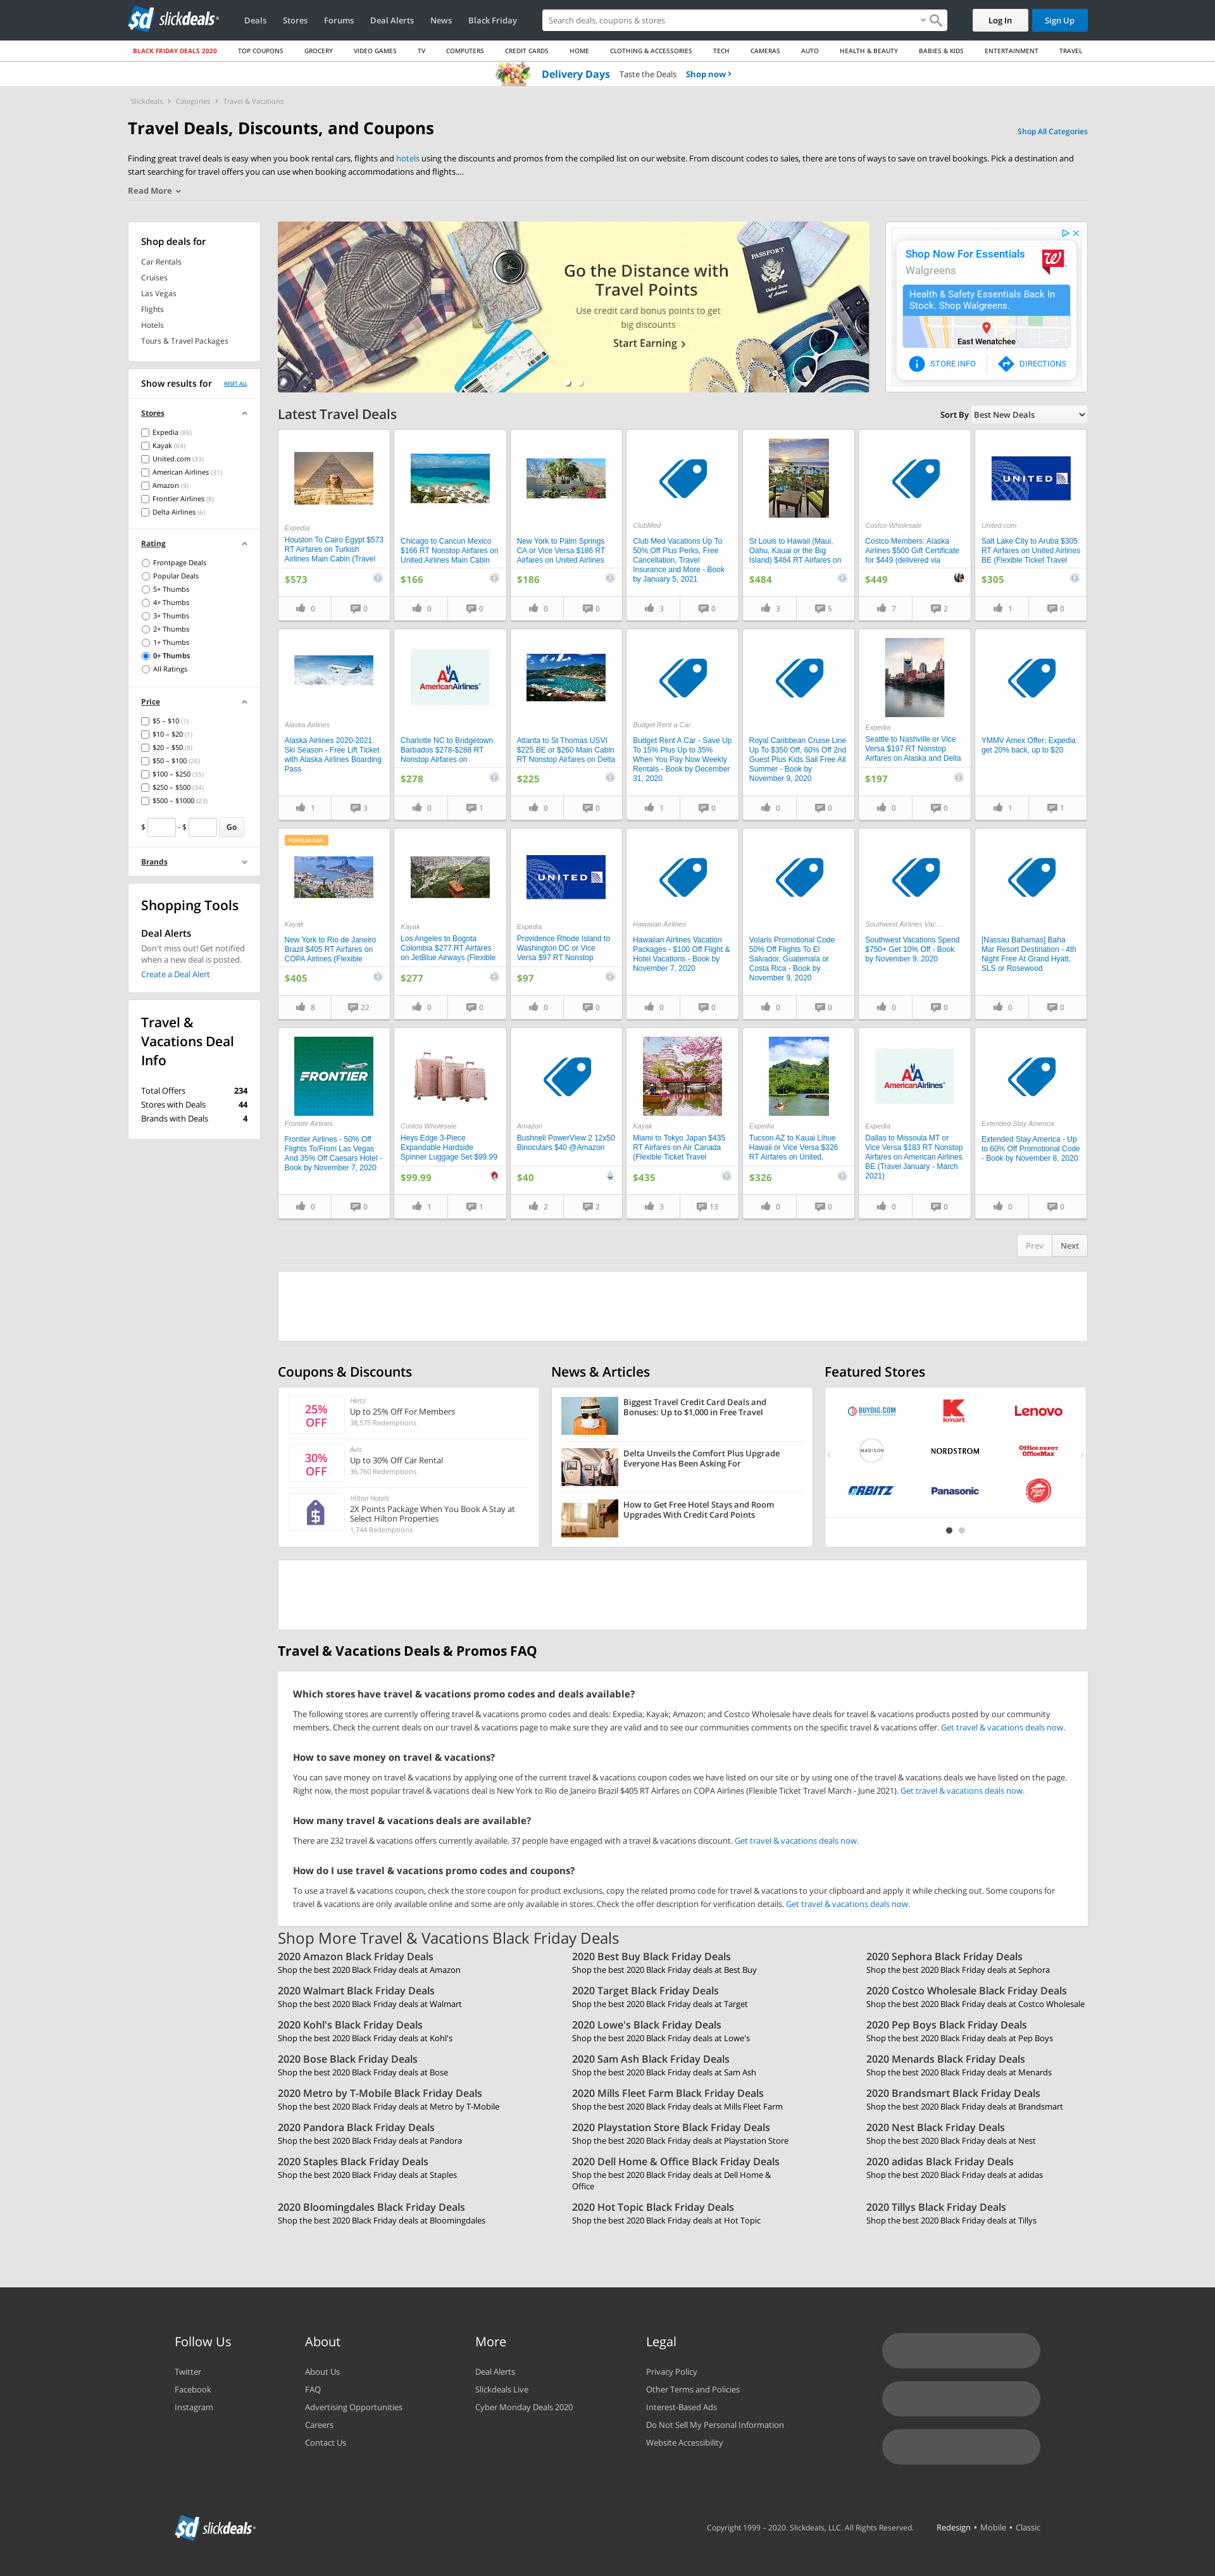 slickdeals
Deals
Stores
Forums
Deal Alerts
News
Black Friday
Search deals, coupons & stores
Log In
Sign Up
BLACK FRIDAY DEALS 2020
TOP COUPONS
GROCERY
VIDEO GAMES
TV
COMPUTERS
CREDIT CARDS
HOME
CLOTHING & ACCESSORIES
TECH
CAMERAS
AUTO
HEALTH & BEAUTY
BABIES & KIDS
ENTERTAINMENT
TRAVEL
Delivery Days Taste the Deals Shop now
Slickdeals > Categories > Travel & Vacations
Travel Deals, Discounts, and Coupons
Shop All Categories
Finding great travel deals is easy when you book rental cars, flights and hotels using the discounts and promos from the compiled list on our website. From discount codes to sales, there are tons of ways to save on travel bookings. Pick a destination and
start searching for travel offers you can use when booking accommodations and flights....
Read More
Shop deals for
Car Rentals
Cruises
Las Vegas
Flights
Hotels
Tours & Travel Packages
Go the Distance with
Travel Points
Use credit card bonus points to get
big discounts
Start Earning
PASSPORT
Shop Now For Essentials
Walgreens
Health & Safety Essentials Back In
Stock. Shop Walgreens.
East Wenatchee
STORE INFO
DIRECTIONS
Show results for
RESET ALL
Stores
Expedia (86)
Kayak (64)
United.com (33)
American Airlines (31)
Amazon (9)
Frontier Airlines (8)
Delta Airlines (6)
Rating
Frontpage Deals
Popular Deals
5+ Thumbs
4+ Thumbs
3+ Thumbs
2+ Thumbs
1+ Thumbs
0+ Thumbs
All Ratings
Price
$5 – $10 (1)
$10 – $20 (1)
$20 – $50 (8)
$50 – $100 (26)
$100 – $250 (35)
$250 – $500 (34)
$500 – $1000 (23)
$ - $ Go
Brands
Shopping Tools
Deal Alerts
Don't miss out! Get notified
when a new deal is posted.
Create a Deal Alert
Travel &
Vacations Deal
Info
Total Offers 234
Stores with Deals 44
Brands with Deals 4
Latest Travel Deals
Sort By Best New Deals
Expedia
Houston To Cairo Egypt $573
RT Airfares on Turkish
Airlines Main Cabin (Travel
$573
0 0
Chicago to Cancun Mexico
$166 RT Nonstop Airfares on
United Airlines Main Cabin
$166
0 0
New York to Palm Springs
CA or Vice Versa $186 RT
Airfares on United Airlines
$186
0 0
ClubMed
Club Med Vacations Up To
50% Off Plus Perks, Free
Cancellation, Travel
Insurance and More - Book
by January 5, 2021
3 0
St Louis to Hawaii (Maui,
Oahu, Kauai or the Big
Island) $484 RT Airfares on
$484
3 5
Costco Wholesale
Costco Members: Alaska
Airlines $500 Gift Certificate
for $449 (delivered via
$449
7 2
UNITED
United.com
Salt Lake City to Aruba $305
RT Airfares on United Airlines
BE (Flexible Ticket Travel
$305
1 0
Alaska Airlines
Alaska Airlines 2020-2021
Ski Season - Free Lift Ticket
with Alaska Airlines Boarding
Pass
1 3
AmericanAirlines
Charlotte NC to Bridgetown
Barbados $278-$288 RT
Nonstop Airfares on
$278
0 1
Atlanta to St Thomas USVI
$225 BE or $260 Main Cabin
RT Nonstop Airfares on Delta
$225
0 0
Budget Rent a Car
Budget Rent A Car - Save Up
To 15% Plus Up to 35%
When You Pay Now Weekly
Rentals - Book by December
31, 2020
1 0
Royal Caribbean Cruise Line
Up To $350 Off, 60% Off 2nd
Guest Plus Kids Sail Free All
Summer - Book by
November 9, 2020
0 0
Expedia
Seattle to Nashville or Vice
Versa $197 RT Nonstop
Airfares on Alaska and Delta
$197
0 0
YMMV Amex Offer: Expedia
get 20% back, up to $20
1 1
POPULAR DEAL
Kayak
New York to Rio de Janeiro
Brazil $405 RT Airfares on
COPA Airlines (Flexible
$405
8 22
Kayak
Los Angeles to Bogota
Colombia $277 RT Airfares
on JetBlue Airways (Flexible
$277
0 0
UNITED
Expedia
Providence Rhode Island to
Washington DC or Vice
Versa $97 RT Nonstop
$97
0 0
Hawaiian Airlines
Hawaiian Airlines Vacation
Packages - $100 Off Flight &
Hotel Vacations - Book by
November 7, 2020
0 0
Volaris Promotional Code
50% Off Flights To El
Salvador, Guatemala or
Costa Rica - Book by
November 9, 2020
0 0
Southwest Airlines Vac...
Southwest Vacations Spend
$750+ Get 10% Off - Book
by November 9, 2020
0 0
[Nassau Bahamas] Baha
Mar Resort Destination - 4th
Night Free At Grand Hyatt,
SLS or Rosewood
0 0
FRONTIER
Frontier Airlines
Frontier Airlines - 50% Off
Flights To/From Las Vegas
And 35% Off Caesars Hotel -
Book by November 7, 2020
0 0
Costco Wholesale
Heys Edge 3-Piece
Expandable Hardside
Spinner Luggage Set $99.99
$99.99
1 1
Amazon
Bushnell PowerView 2 12x50
Binoculars $40 @Amazon
$40
2 2
Kayak
Miami to Tokyo Japan $435
RT Airfares on Air Canada
(Flexible Ticket Travel
$435
3 13
Expedia
Tucson AZ to Kauai Lihue
Hawaii or Vice Versa $326
RT Airfares on United,
$326
0 0
AmericanAirlines
Expedia
Dallas to Missoula MT or
Vice Versa $183 RT Nonstop
Airfares on American Airlines
BE (Travel January - March
2021)
0 0
Extended Stay America
Extended Stay America - Up
to 60% Off Promotional Code
- Book by November 8, 2020
0 0
Prev Next
Coupons & Discounts
25%
OFF
Hertz
Up to 25% Off For Members
38,575 Redemptions
30%
OFF
Avis
Up to 30% Off Car Rental
36,760 Redemptions
Hilton Hotels
2X Points Package When You Book A Stay at
Select Hilton Properties
1,744 Redemptions
News & Articles
Biggest Travel Credit Card Deals and
Bonuses: Up to $1,000 in Free Travel
Delta Unveils the Comfort Plus Upgrade
Everyone Has Been Asking For
How to Get Free Hotel Stays and Room
Upgrades With Credit Card Points
Featured Stores
BUYDIG.COM
kmart
Lenovo
MADISON
NORDSTROM
Office DEPOT
OfficeMax
ORBITZ
Panasonic
Travel & Vacations Deals & Promos FAQ
Which stores have travel & vacations promo codes and deals available?
The following stores are currently offering travel & vacations promo codes and deals: Expedia; Kayak; Amazon; and Costco Wholesale have deals for travel & vacations products posted by our community
members. Check the current deals on our travel & vacations page to make sure they are valid and to see our communities comments on the specific travel & vacations offer. Get travel & vacations deals now.
How to save money on travel & vacations?
You can save money on travel & vacations by applying one of the current travel & vacations coupon codes we have listed on our site or by using one of the travel & vacations deals we have listed on the page.
Right now, the most popular travel & vacations deal is New York to Rio de Janeiro Brazil $405 RT Airfares on COPA Airlines (Flexible Ticket Travel March - June 2021). Get travel & vacations deals now.
How many travel & vacations deals are available?
There are 232 travel & vacations offers currently available. 37 people have engaged with a travel & vacations discount. Get travel & vacations deals now.
How do I use travel & vacations promo codes and coupons?
To use a travel & vacations coupon, check the store coupon for product exclusions, copy the related promo code for travel & vacations to your clipboard and apply it while checking out. Some coupons for
travel & vacations are only available online and some are only available in stores. Check the offer description for verification details. Get travel & vacations deals now.
Shop More Travel & Vacations Black Friday Deals
2020 Amazon Black Friday Deals
Shop the best 2020 Black Friday deals at Amazon
2020 Best Buy Black Friday Deals
Shop the best 2020 Black Friday deals at Best Buy
2020 Sephora Black Friday Deals
Shop the best 2020 Black Friday deals at Sephora
2020 Walmart Black Friday Deals
Shop the best 2020 Black Friday deals at Walmart
2020 Target Black Friday Deals
Shop the best 2020 Black Friday deals at Target
2020 Costco Wholesale Black Friday Deals
Shop the best 2020 Black Friday deals at Costco Wholesale
2020 Kohl's Black Friday Deals
Shop the best 2020 Black Friday deals at Kohl's
2020 Lowe's Black Friday Deals
Shop the best 2020 Black Friday deals at Lowe's
2020 Pep Boys Black Friday Deals
Shop the best 2020 Black Friday deals at Pep Boys
2020 Bose Black Friday Deals
Shop the best 2020 Black Friday deals at Bose
2020 Sam Ash Black Friday Deals
Shop the best 2020 Black Friday deals at Sam Ash
2020 Menards Black Friday Deals
Shop the best 2020 Black Friday deals at Menards
2020 Metro by T-Mobile Black Friday Deals
Shop the best 2020 Black Friday deals at Metro by T-Mobile
2020 Mills Fleet Farm Black Friday Deals
Shop the best 2020 Black Friday deals at Mills Fleet Farm
2020 Brandsmart Black Friday Deals
Shop the best 2020 Black Friday deals at Brandsmart
2020 Pandora Black Friday Deals
Shop the best 2020 Black Friday deals at Pandora
2020 Playstation Store Black Friday Deals
Shop the best 2020 Black Friday deals at Playstation Store
2020 Nest Black Friday Deals
Shop the best 2020 Black Friday deals at Nest
2020 Staples Black Friday Deals
Shop the best 2020 Black Friday deals at Staples
2020 Dell Home & Office Black Friday Deals
Shop the best 2020 Black Friday deals at Dell Home &
Office
2020 adidas Black Friday Deals
Shop the best 2020 Black Friday deals at adidas
2020 Bloomingdales Black Friday Deals
Shop the best 2020 Black Friday deals at Bloomingdales
2020 Hot Topic Black Friday Deals
Shop the best 2020 Black Friday deals at Hot Topic
2020 Tillys Black Friday Deals
Shop the best 2020 Black Friday deals at Tillys
Follow Us
Twitter
Facebook
Instagram
About
About Us
FAQ
Advertising Opportunities
Careers
Contact Us
More
Deal Alerts
Slickdeals Live
Cyber Monday Deals 2020
Legal
Privacy Policy
Other Terms and Policies
Interest-Based Ads
Do Not Sell My Personal Information
Website Accessibility
slickdeals
Copyright 1999 – 2020. Slickdeals, LLC. All Rights Reserved.
Redesign • Mobile • Classic